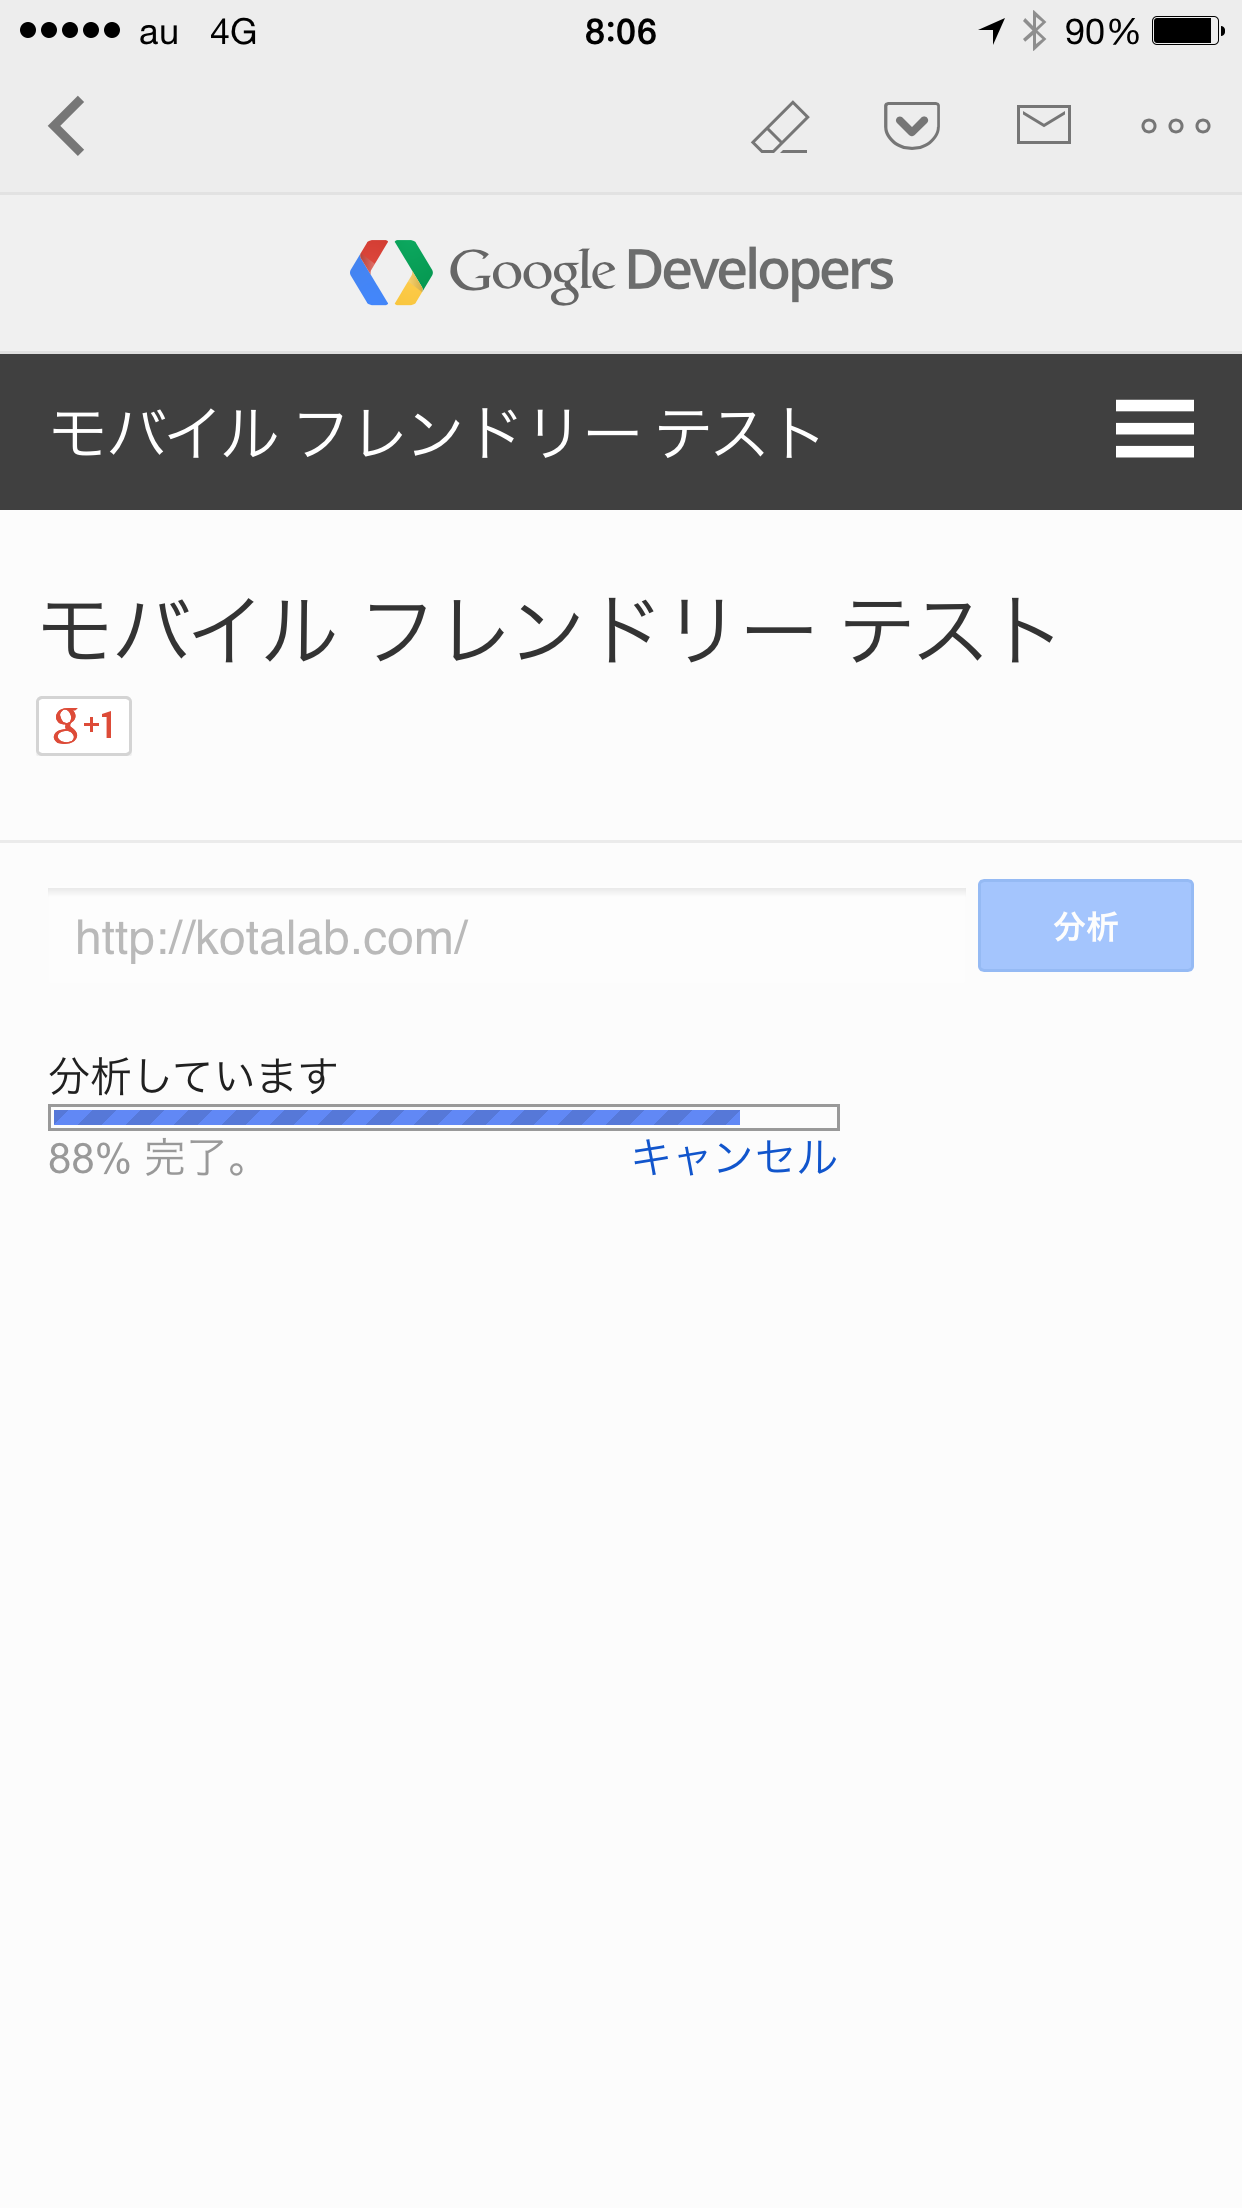 au 4G 8:06 90%
Google Developers
モバイル フレンドリー テスト
モバイル フレンドリー テスト
g+1
http://kotalab.com/ 分析
分析しています
88% 完了。 キャンセル